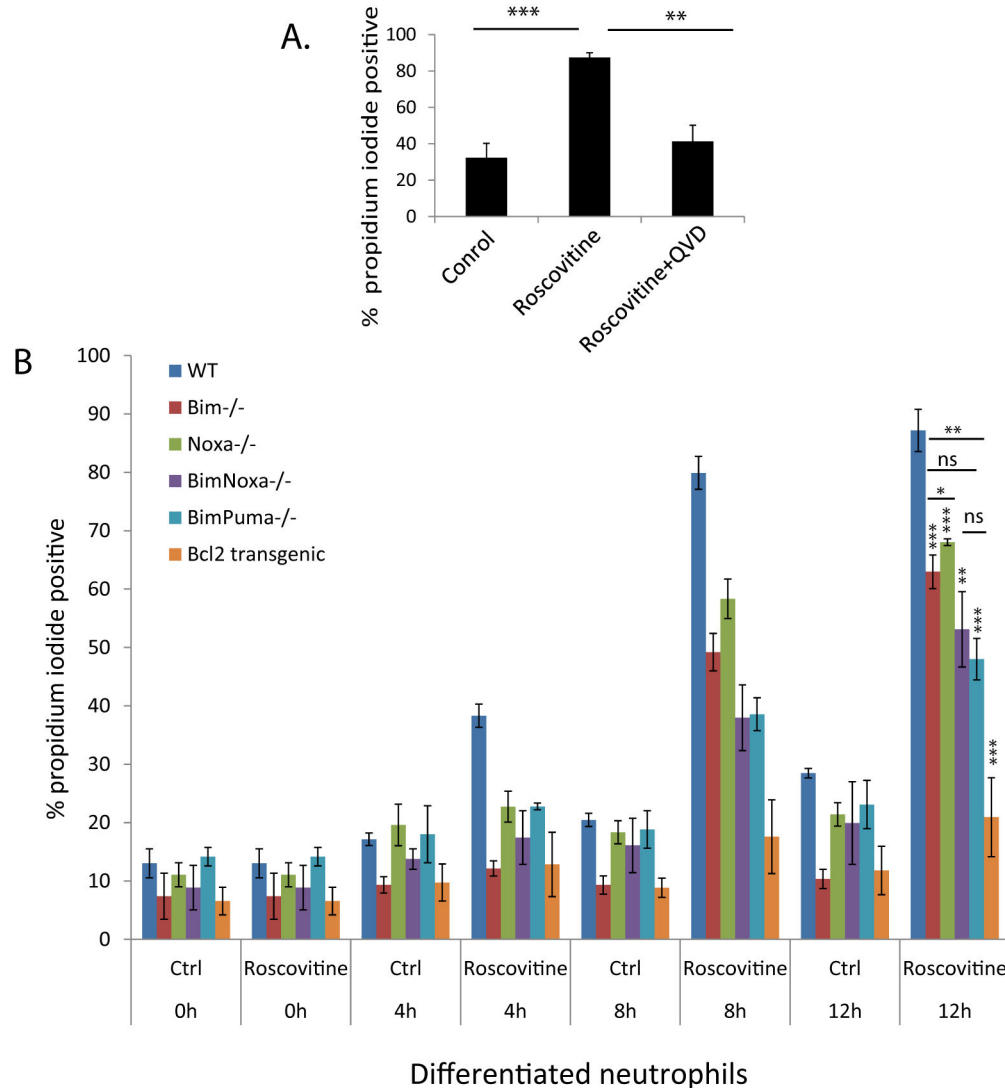 A.
***
**
% propidium iodide positive
100
80
60
40
20
0
Conrol
Roscovitine
Roscovitine+QVD
B
% propidium iodide positive
100
90
80
70
60
50
40
30
20
10
0
WT
Bim-/-
Noxa-/-
BimNoxa-/-
BimPuma-/-
Bcl2 transgenic
**
ns
*
ns
***
***
**
***
***
Ctrl Roscovitine Ctrl Roscovitine Ctrl Roscovitine Ctrl Roscovitine
0h 0h 4h 4h 8h 8h 12h 12h
Differentiated neutrophils